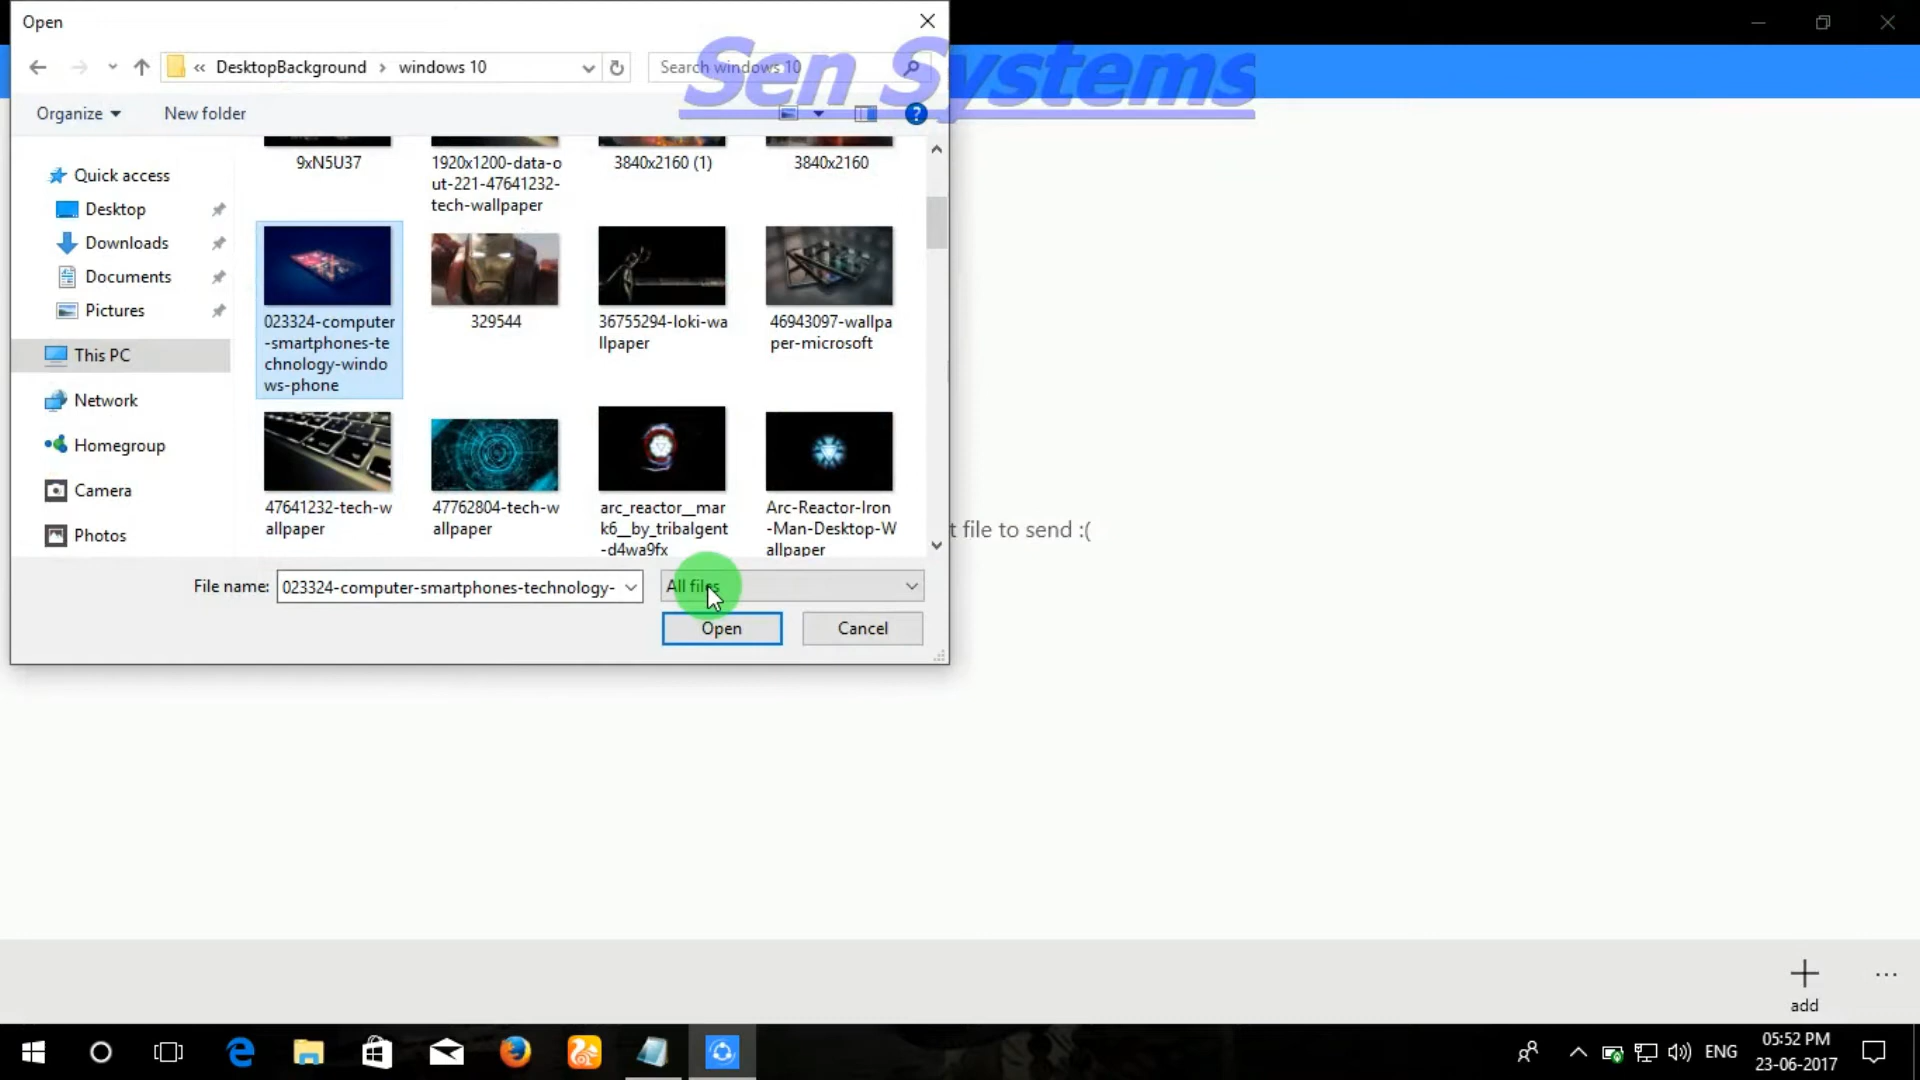 Open
« DesktopBackground › windows 10
Search windows 10
Sen Systems
Organize
New folder
Quick access
Desktop
Downloads
Documents
Pictures
This PC
Network
Homegroup
Camera
Photos
9xN5U37
1920x1200-data-o
ut-221-47641232-
tech-wallpaper
3840x2160 (1)
3840x2160
023324-computer
-smartphones-te
chnology-windo
ws-phone
329544
36755294-loki-wa
llpaper
46943097-wallpa
per-microsoft
47641232-tech-w
allpaper
47762804-tech-w
allpaper
arc_reactor__mar
k6__by_tribalgent
-d4wa9fx
Arc-Reactor-Iron
-Man-Desktop-W
allpaper
t file to send :(
File name:
023324-computer-smartphones-technology-
All files
Open
Cancel
add
ENG
05:52 PM
23-06-2017